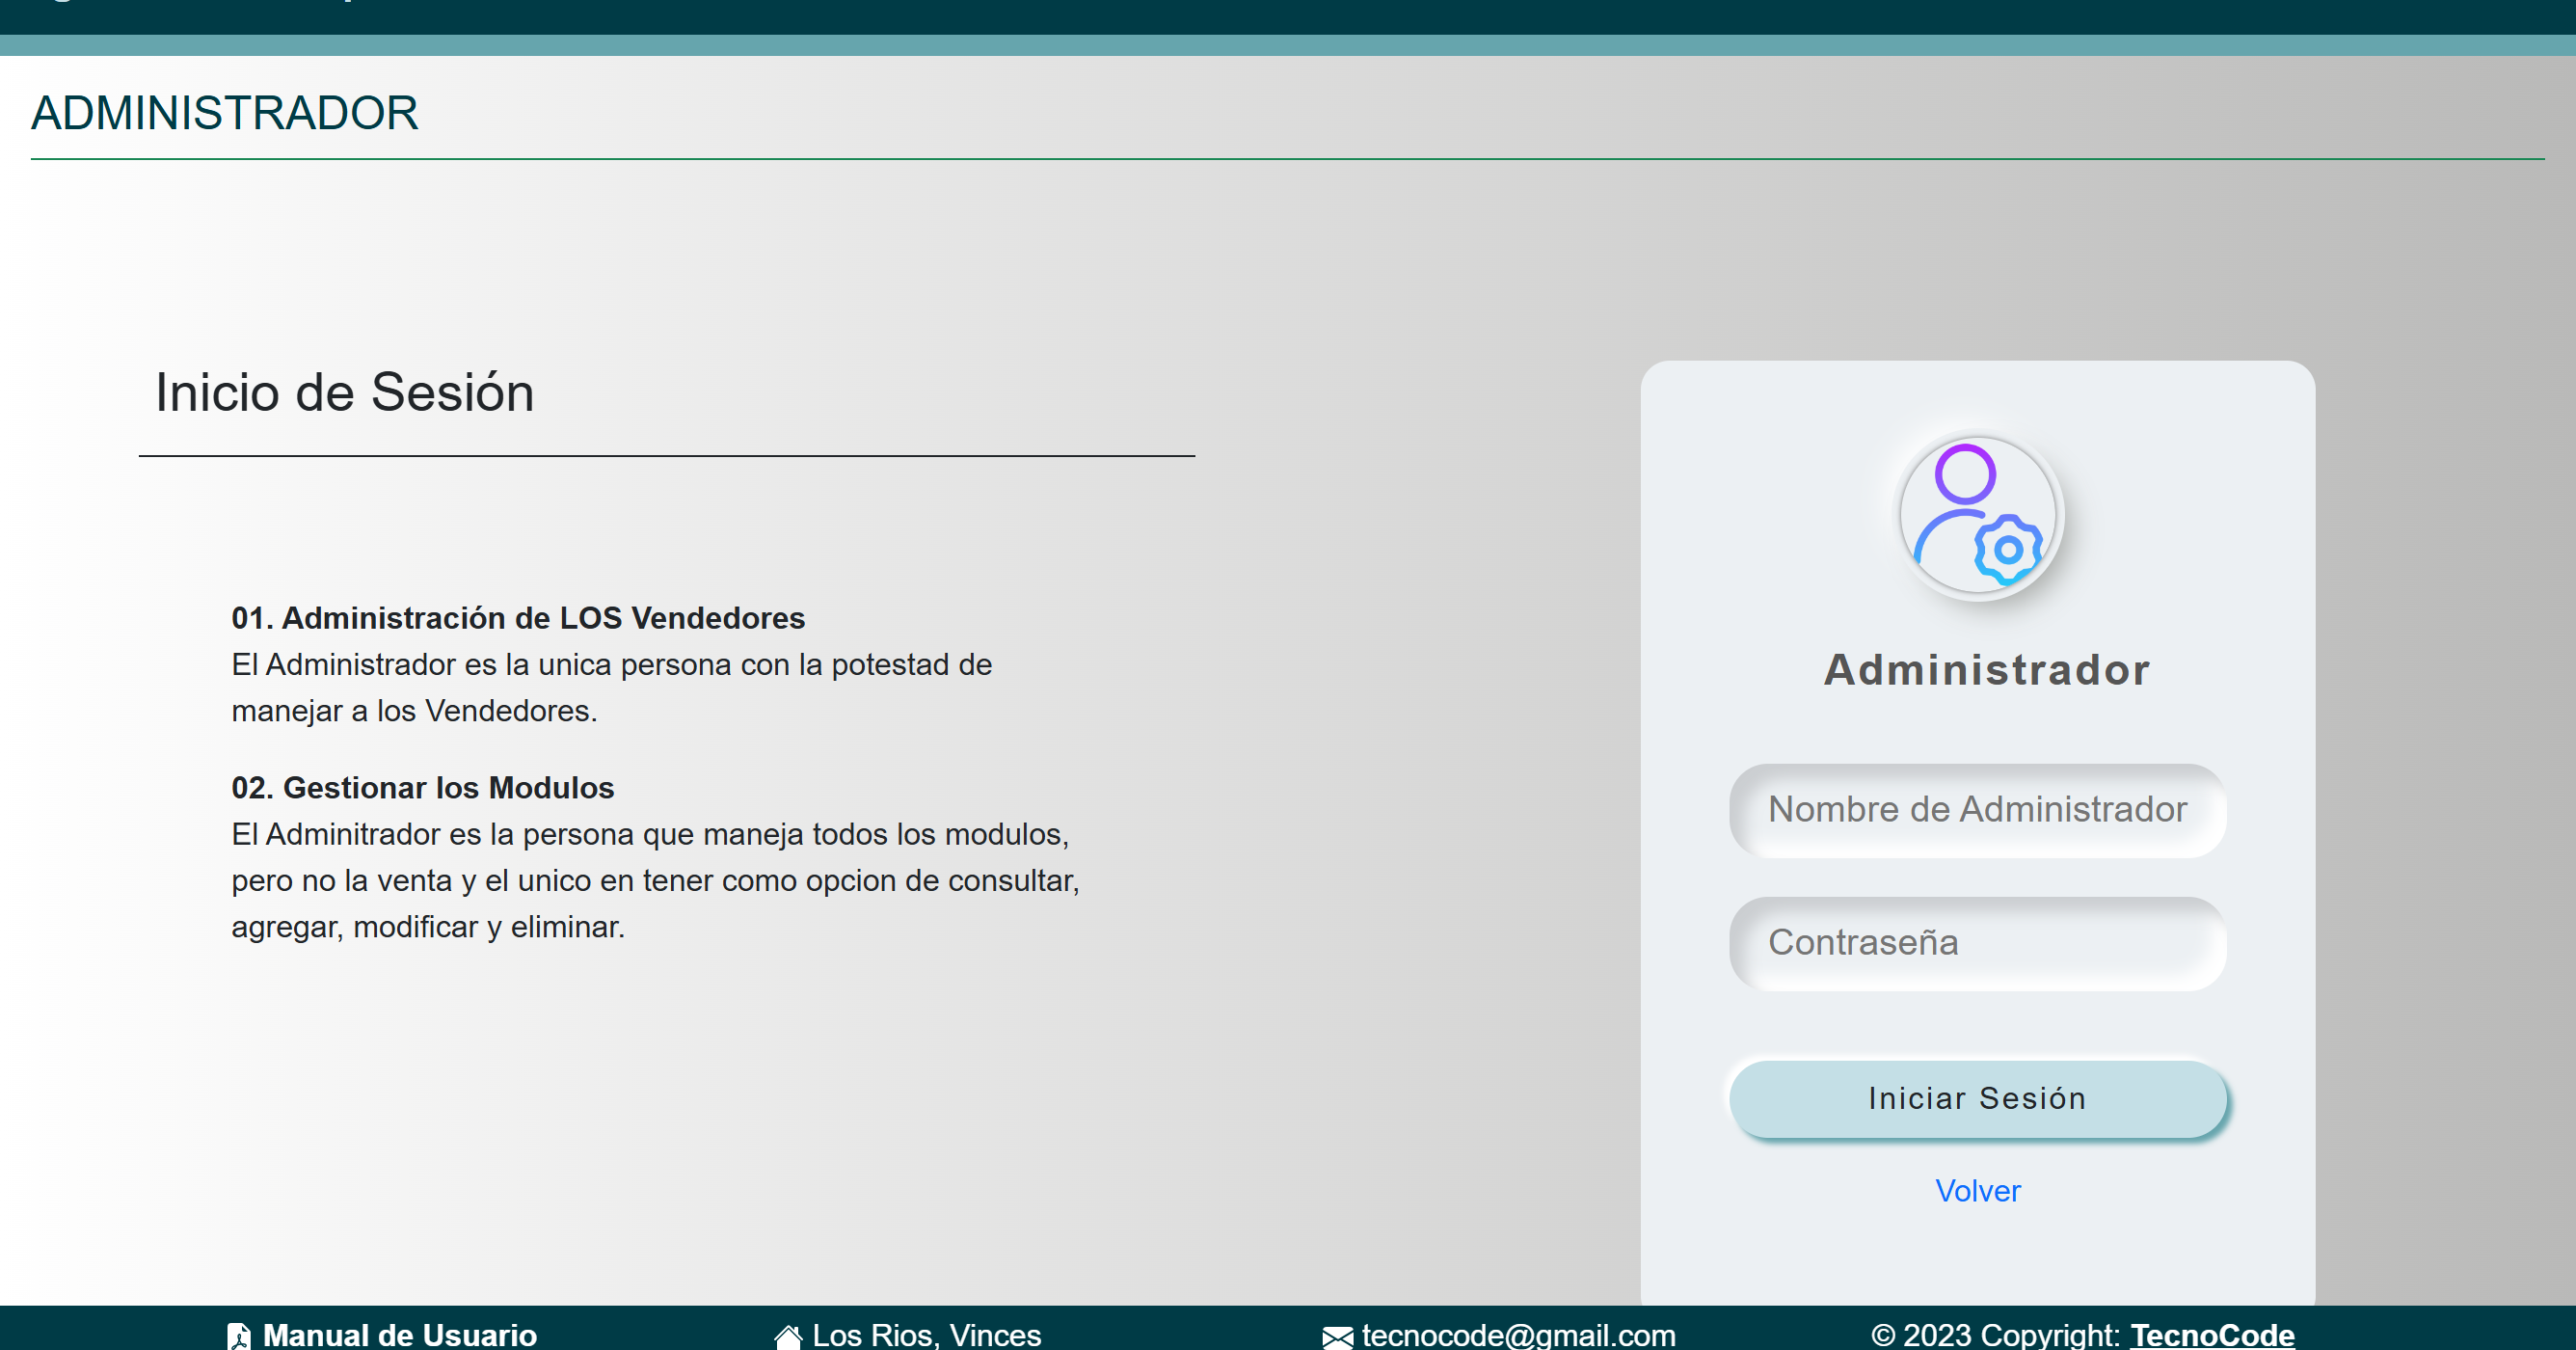 ADMINISTRADOR
Inicio de Sesión
01. Administración de LOS Vendedores
El Administrador es la unica persona con la potestad de
manejar a los Vendedores.
02. Gestionar los Modulos
El Adminitrador es la persona que maneja todos los modulos,
pero no la venta y el unico en tener como opcion de consultar,
agregar, modificar y eliminar.
Administrador
Nombre de Administrador
Contraseña
Iniciar Sesión
Volver
Manual de Usuario
Los Rios, Vinces
tecnocode@gmail.com
© 2023 Copyright: TecnoCode